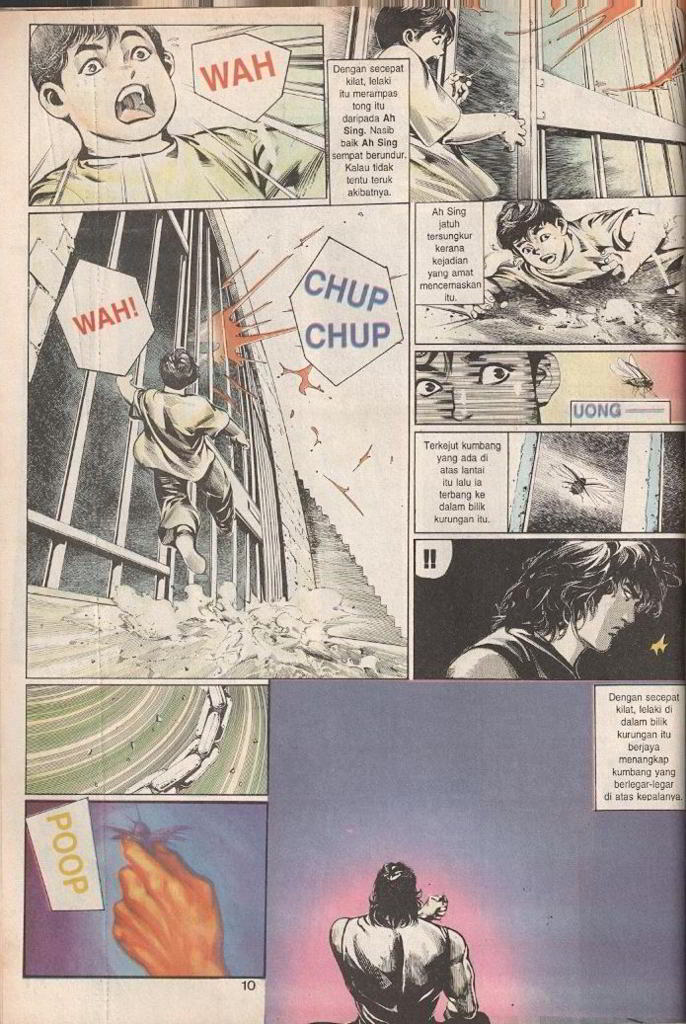 WAH
Dengan secepat
kilat, lelaki
itu merampas
tong itu
daripada Ah
Sing. Nasib
baik Ah Sing
sempat berundur.
Kalau tidak
tentu teruk
akibatnya.
WAH!
CHUP
CHUP
Ah Sing
jatuh
tersungkur
kerana
kejadian
yang amat
mencemaskan
itu.
UONG
Terkejut kumbang
yang ada di
atas lantai
itu lalu ia
terbang ke
dalam bilik
kurungan itu.
!!
Dengan secepat
kilat, lelaki di
dalam bilik
kurungan itu
berjaya
menangkap
kumbang yang
berlegar-legar
di atas kepalanya.
POOP
10